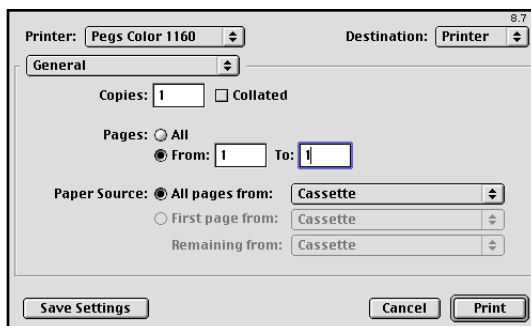 8.7
Printer: Pegs Color 1160 Destination: Printer
General
Copies: 1 Collated
Pages: All
From: 1 To: 1
Paper Source: All pages from: Cassette
First page from: Cassette
Remaining from: Cassette
Save Settings Cancel Print